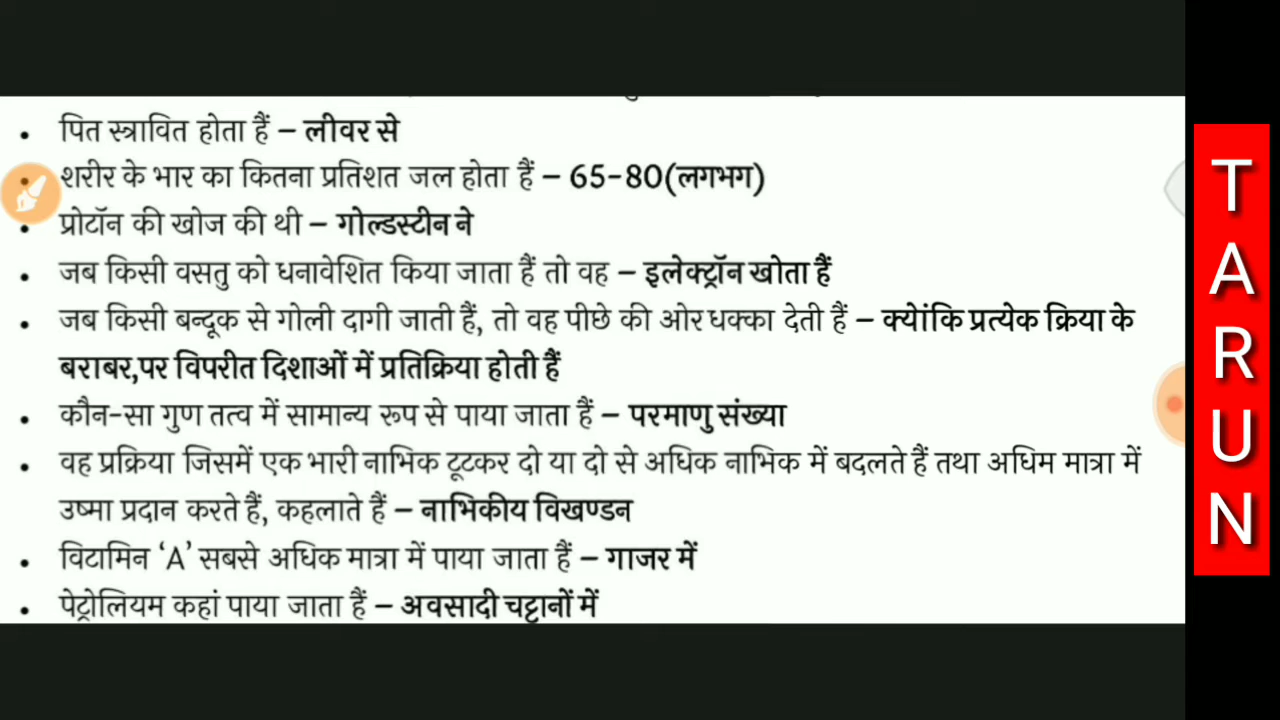 • पित स्त्रावित होता हैं – लीवर से
• शरीर के भार का कितना प्रतिशत जल होता हैं – 65-80(लगभग)
• प्रोटॉन की खोज की थी – गोल्डस्टीन ने
• जब किसी वसतु को धनावेशित किया जाता हैं तो वह – इलेक्ट्रॉन खोता हैं
• जब किसी बन्दूक से गोली दागी जाती हैं, तो वह पीछे की ओर धक्का देती हैं – क्योंकि प्रत्येक क्रिया के
बराबर,पर विपरीत दिशाओं में प्रतिक्रिया होती हैं
• कौन-सा गुण तत्व में सामान्य रूप से पाया जाता हैं – परमाणु संख्या
• वह प्रक्रिया जिसमें एक भारी नाभिक टूटकर दो या दो से अधिक नाभिक में बदलते हैं तथा अधिम मात्रा में
उष्मा प्रदान करते हैं, कहलाते हैं – नाभिकीय विखण्डन
• विटामिन ‘A’ सबसे अधिक मात्रा में पाया जाता हैं – गाजर में
• पेट्रोलियम कहां पाया जाता हैं – अवसादी चट्टानों में
T
A
R
U
N